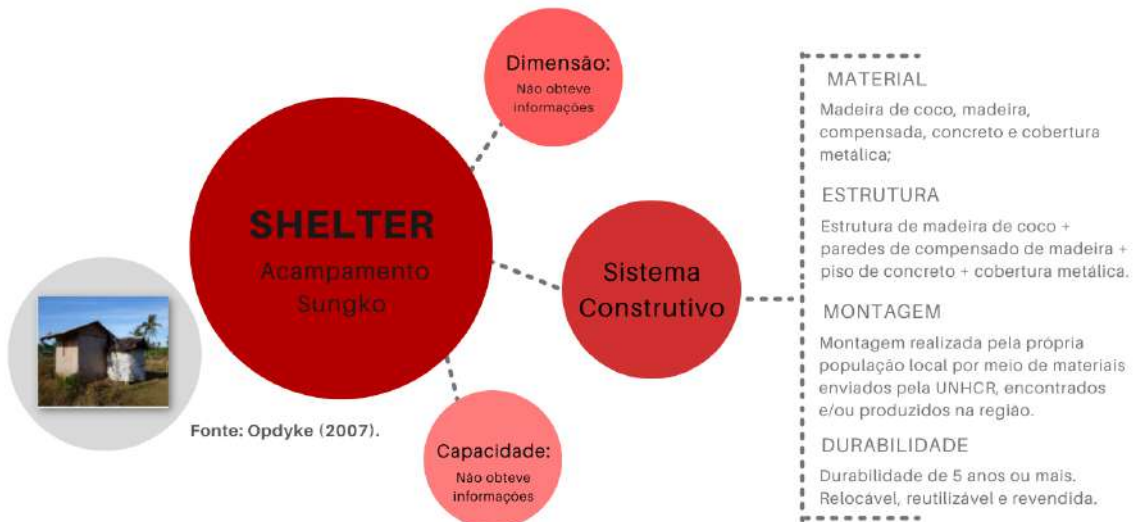 SHELTER
Acampamento
Sungko
Fonte: Opdyke (2007).
Dimensão:
Não obteve
informações
Sistema
Construtivo
Capacidade:
Não obteve
informações
MATERIAL
Madeira de coco, madeira,
compensada, concreto e cobertura
metálica;
ESTRUTURA
Estrutura de madeira de coco +
paredes de compensado de madeira +
piso de concreto + cobertura metálica.
MONTAGEM
Montagem realizada pela própria
população local por meio de materiais
enviados pela UNHCR, encontrados
e/ou produzidos na região.
DURABILIDADE
Durabilidade de 5 anos ou mais.
Relocável, reutilizável e revendida.